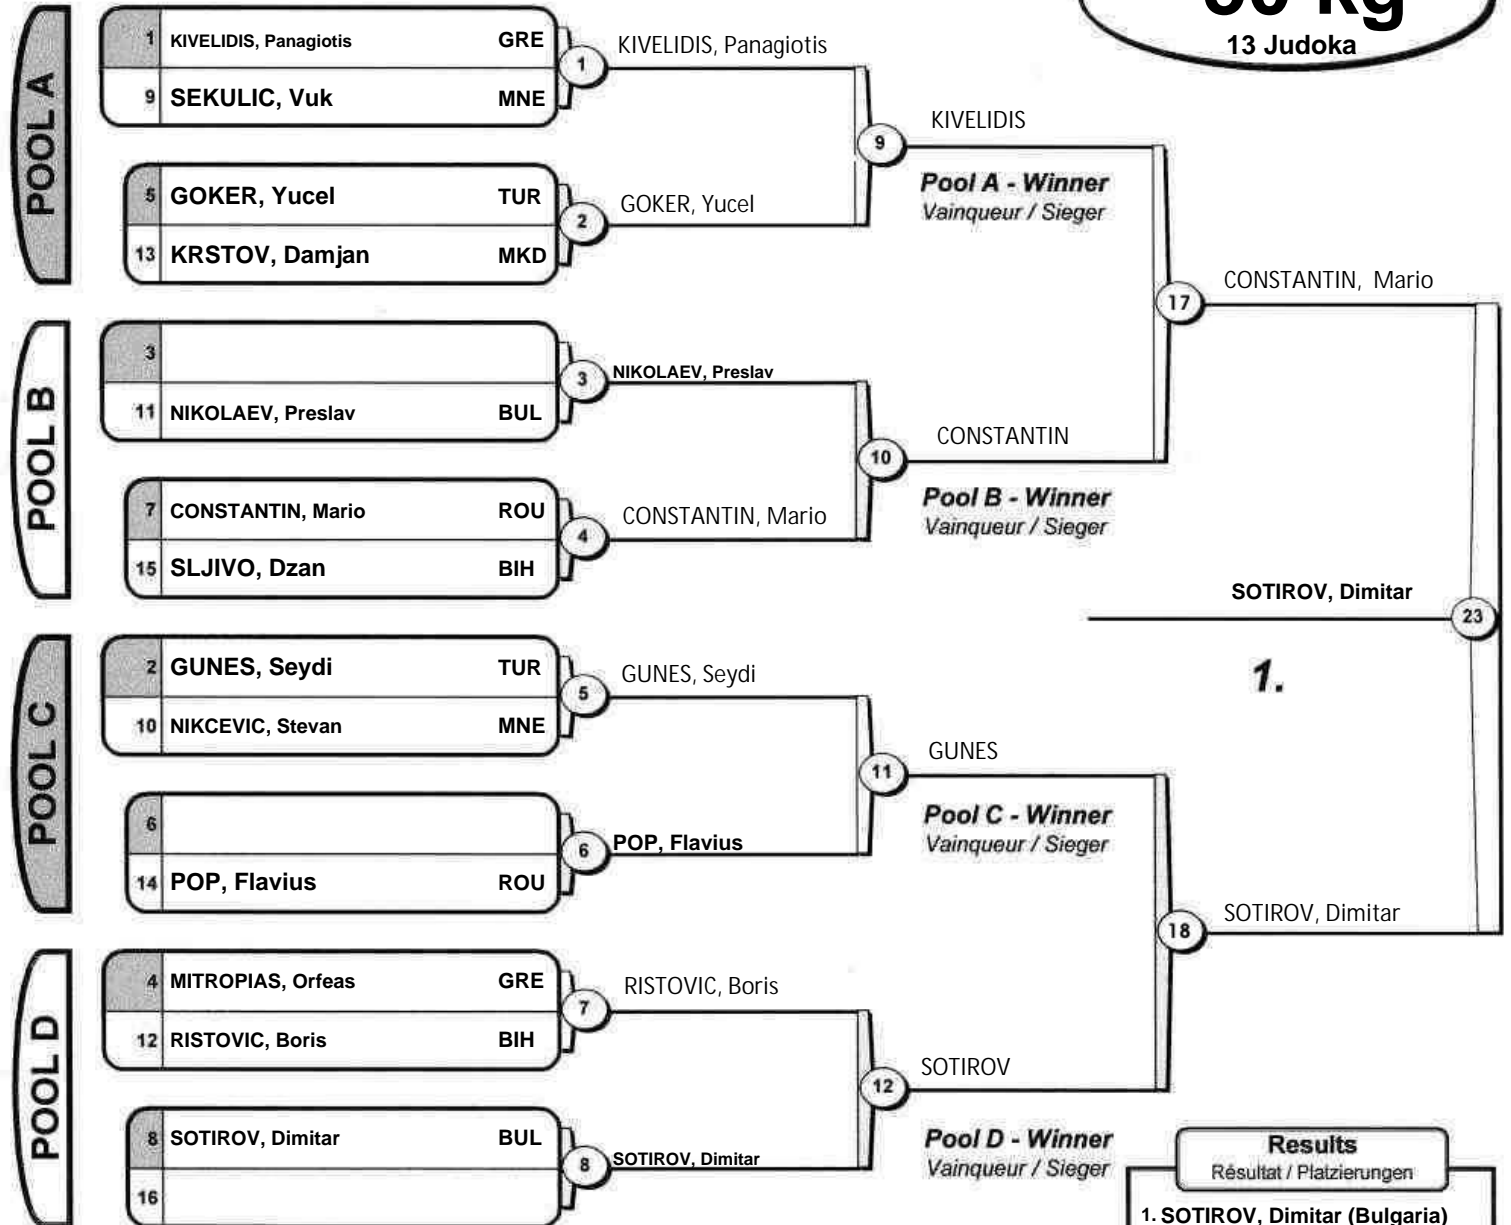 13 Judoka
POOL A
1 KIVELIDIS, Panagiotis GRE
9 SEKULIC, Vuk MNE
1
KIVELIDIS, Panagiotis
5 GOKER, Yucel TUR
13 KRSTOV, Damjan MKD
2
GOKER, Yucel
9
KIVELIDIS
Pool A - Winner
Vainqueur / Sieger
POOL B
3
11 NIKOLAEV, Preslav BUL
3
NIKOLAEV, Preslav
7 CONSTANTIN, Mario ROU
15 SLJIVO, Dzan BIH
4
CONSTANTIN, Mario
10
CONSTANTIN
Pool B - Winner
Vainqueur / Sieger
17
CONSTANTIN, Mario
POOL C
2 GUNES, Seydi TUR
10 NIKCEVIC, Stevan MNE
5
GUNES, Seydi
6
14 POP, Flavius ROU
6
POP, Flavius
11
GUNES
Pool C - Winner
Vainqueur / Sieger
POOL D
4 MITROPIAS, Orfeas GRE
12 RISTOVIC, Boris BIH
7
RISTOVIC, Boris
8 SOTIROV, Dimitar BUL
16
8
SOTIROV, Dimitar
12
SOTIROV
Pool D - Winner
Vainqueur / Sieger
18
SOTIROV, Dimitar
SOTIROV, Dimitar
23
1.
Results
Résultat / Platzierungen
1. SOTIROV, Dimitar (Bulgaria)